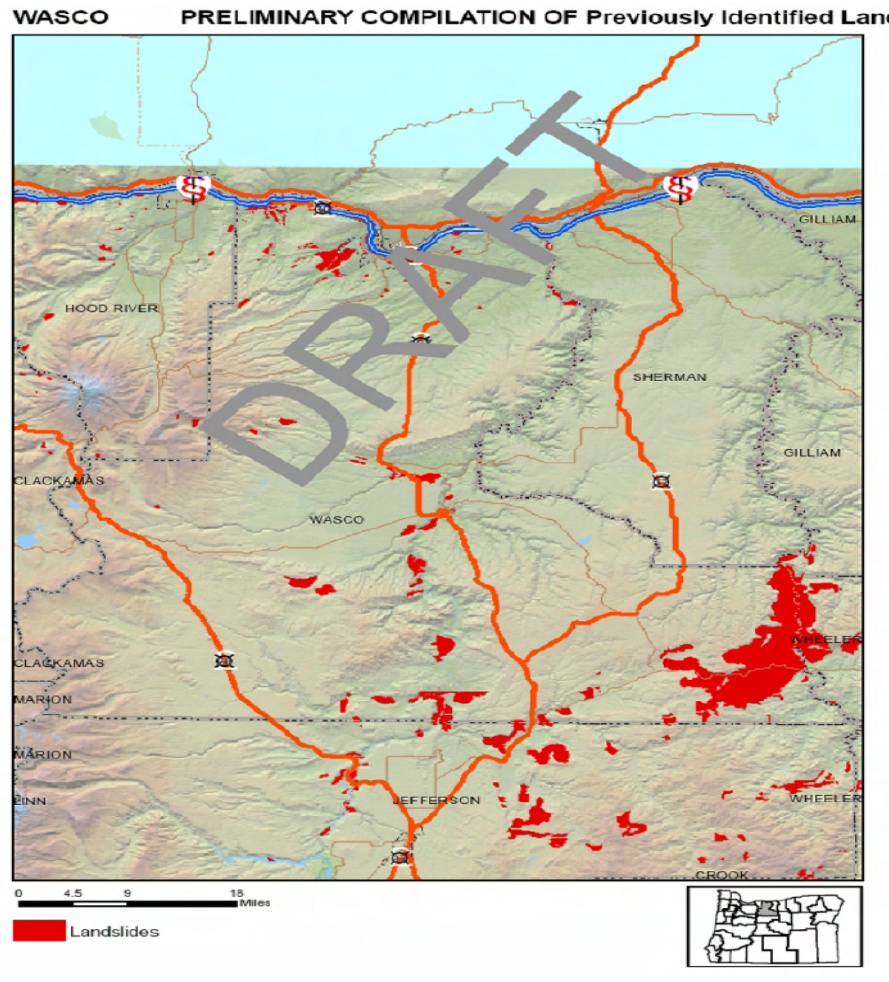 WASCO PRELIMINARY COMPILATION OF Previously Identified Land
DRAFT
GILLIAM
HOOD RIVER
SHERMAN
GILLIAM
CLACKAMAS
WASCO
WHEELER
CLACKAMAS
MARION
MARION
LINN
JEFFERSON
WHEELER
CROOK
0 4.5 9 18
Miles
Landslides